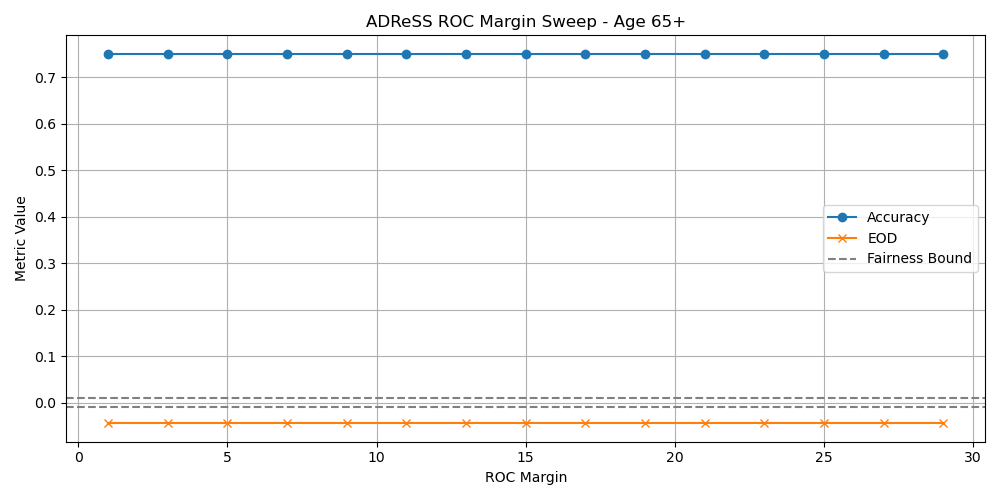 ADReSS ROC Margin Sweep - Age 65+
Metric Value
0.7
0.6
0.5
0.4
0.3
0.2
0.1
0.0
Accuracy
EOD
Fairness Bound
0 5 10 15 20 25 30
ROC Margin